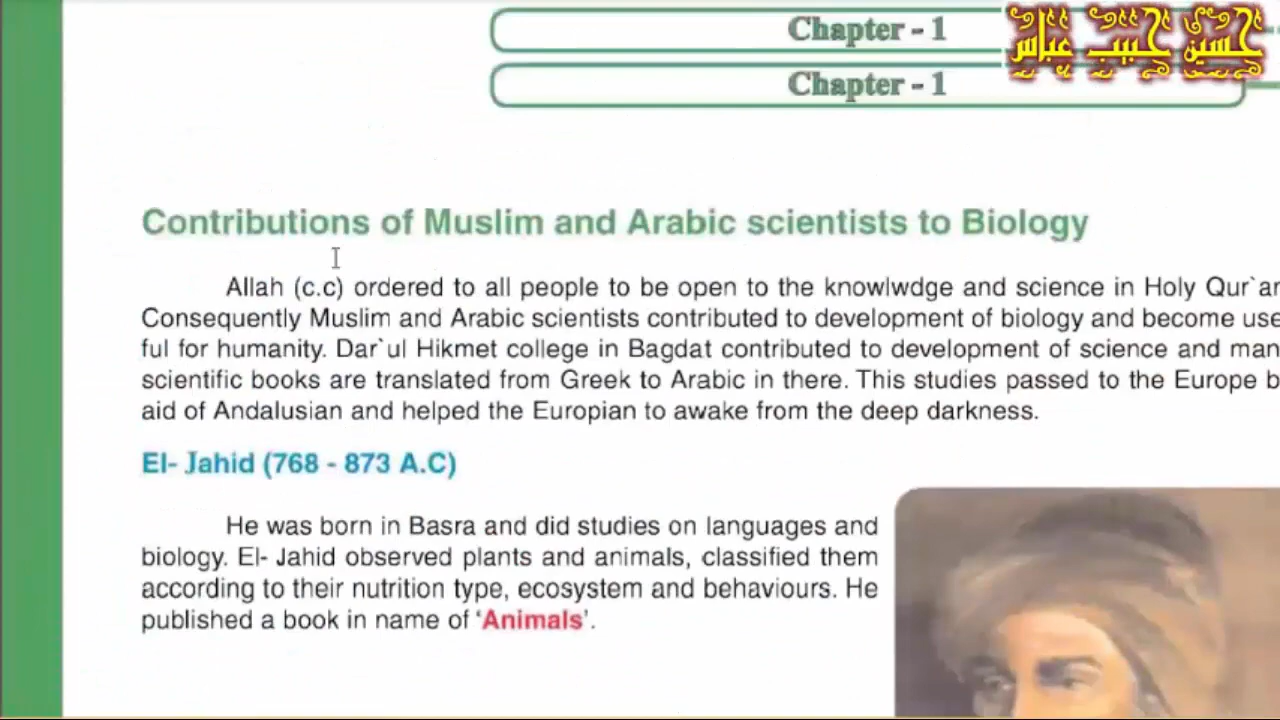 Chapter - 1
حسين حبيب عباس
Chapter - 1
Contributions of Muslim and Arabic scientists to Biology
Allah (c.c) ordered to all people to be open to the knowlwdge and science in Holy Qur`an
Consequently Muslim and Arabic scientists contributed to development of biology and become use
ful for humanity. Dar`ul Hikmet college in Bagdat contributed to development of science and man
scientific books are translated from Greek to Arabic in there. This studies passed to the Europe b
aid of Andalusian and helped the Europian to awake from the deep darkness.
El- Jahid (768 - 873 A.C)
He was born in Basra and did studies on languages and
biology. El- Jahid observed plants and animals, classified them
according to their nutrition type, ecosystem and behaviours. He
published a book in name of ‘Animals’.